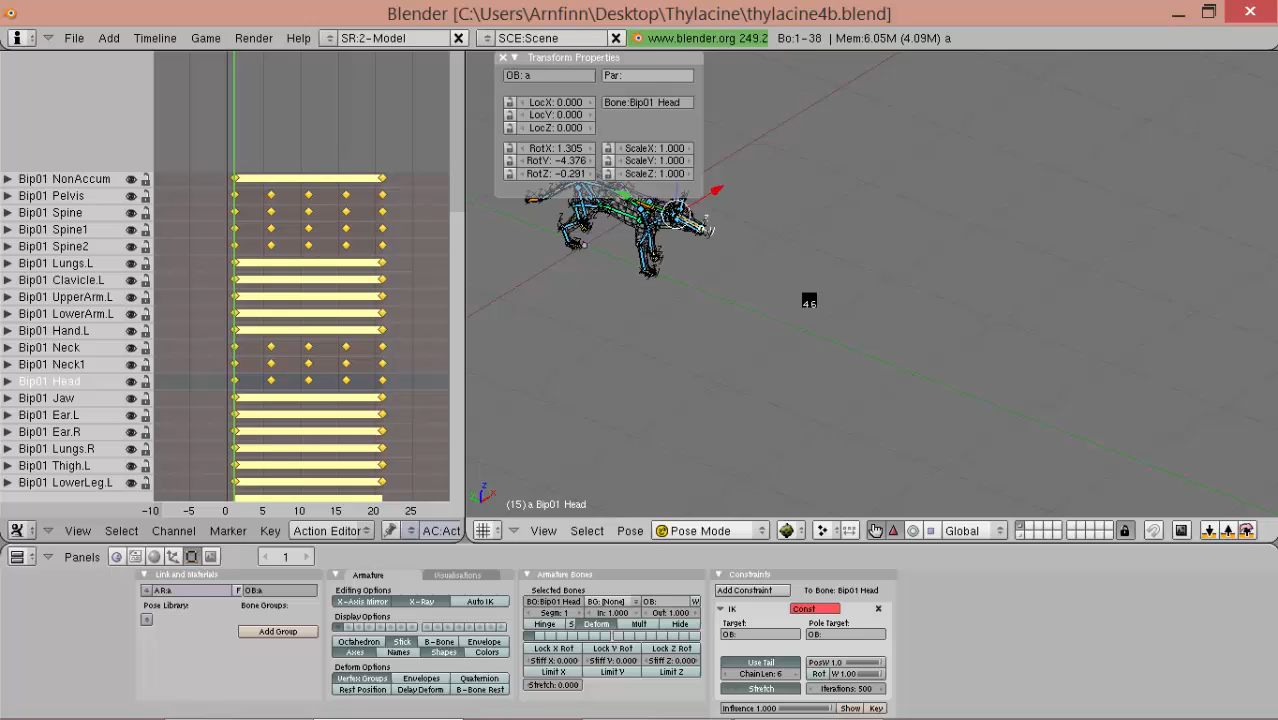 Blender [C:\Users\Arnfinn\Desktop\Thylacine\thylacine4b.blend]
File Add Timeline Game Render Help SR:2-Model SCE:Scene www.blender.org 249.2 Bo:1-38 | Mem:6.05M (4.09M) a
Transform Properties
OB: a Par:
LocX: 0.000 Bone:Bip01 Head
LocY: 0.000
LocZ: 0.000
RotX: 1.305 ScaleX: 1.000
RotY: -4.376 ScaleY: 1.000
RotZ: -0.291 ScaleZ: 1.000
Bip01 NonAccum
Bip01 Pelvis
Bip01 Spine
Bip01 Spine1
Bip01 Spine2
Bip01 Lungs.L
Bip01 Clavicle.L
Bip01 UpperArm.L
Bip01 LowerArm.L
Bip01 Hand.L
Bip01 Neck
Bip01 Neck1
Bip01 Head
Bip01 Jaw
Bip01 Ear.L
Bip01 Ear.R
Bip01 Lungs.R
Bip01 Thigh.L
Bip01 LowerLeg.L
46
(15) a Bip01 Head
-10 -5 0 5 10 15 20 25
View Select Channel Marker Key Action Editor AC:Act
View Select Pose Pose Mode Global
Panels 1
Link and Materials
AR:a F OB:a
Pose Library: Bone Groups:
Add Group
Armature Visualisations
Editing Options
X-Axis Mirror X-Ray Auto IK
Display Options
Octahedron Stick B-Bone Envelope
Axes Names Shapes Colors
Deform Options
Vertex Groups Envelopes Quaternion
Rest Position Delay Deform B-Bone Rest
Armature Bones
Selected Bones
BO:Bip01 Head BG: [None] OB: W
Segm: 1 In: 1.000 Out: 1.000
Hinge S Deform Mult Hide
Lock X Rot Lock Y Rot Lock Z Rot
Stiff X: 0.000 Stiff Y: 0.000 Stiff Z: 0.000
Limit X Limit Y Limit Z
Stretch: 0.000
Constraints
Add Constraint To Bone: Bip01 Head
IK Const
Target: Pole Target:
OB: OB:
Use Tail PosW 1.0
ChainLen: 6 Rot W 1.00
Stretch Iterations: 500
Influence 1.000 Show Key